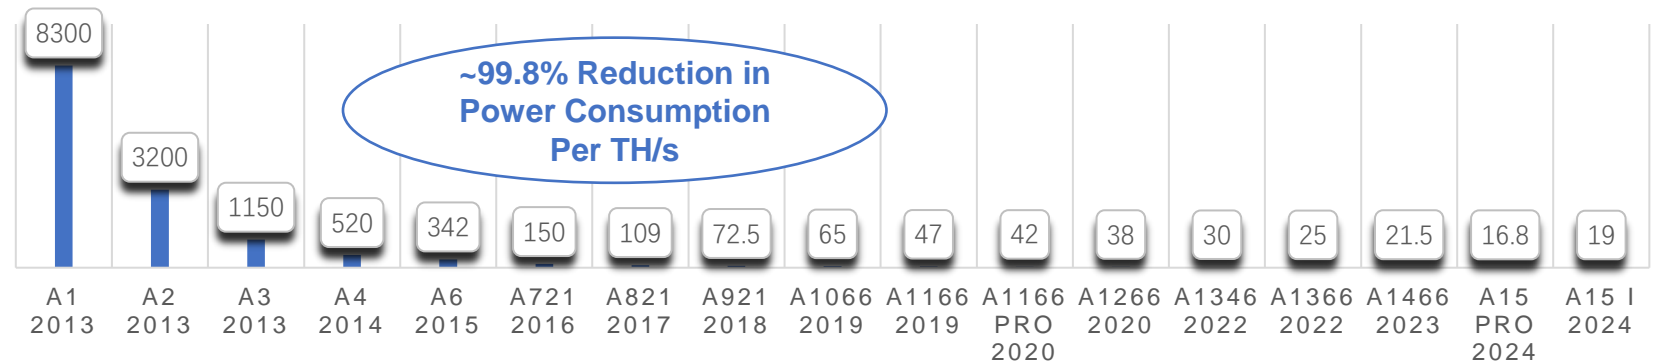 8300
3200
1150
520
342
150
109
72.5
65
47
42
38
30
25
21.5
16.8
19
~99.8% Reduction in
Power Consumption
Per TH/s
A1
2013
A2
2013
A3
2013
A4
2014
A6
2015
A721
2016
A821
2017
A921
2018
A1066
2019
A1166
2019
A1166
PRO
2020
A1266
2020
A1346
2022
A1366
2022
A1466
2023
A15
PRO
2024
A15 I
2024